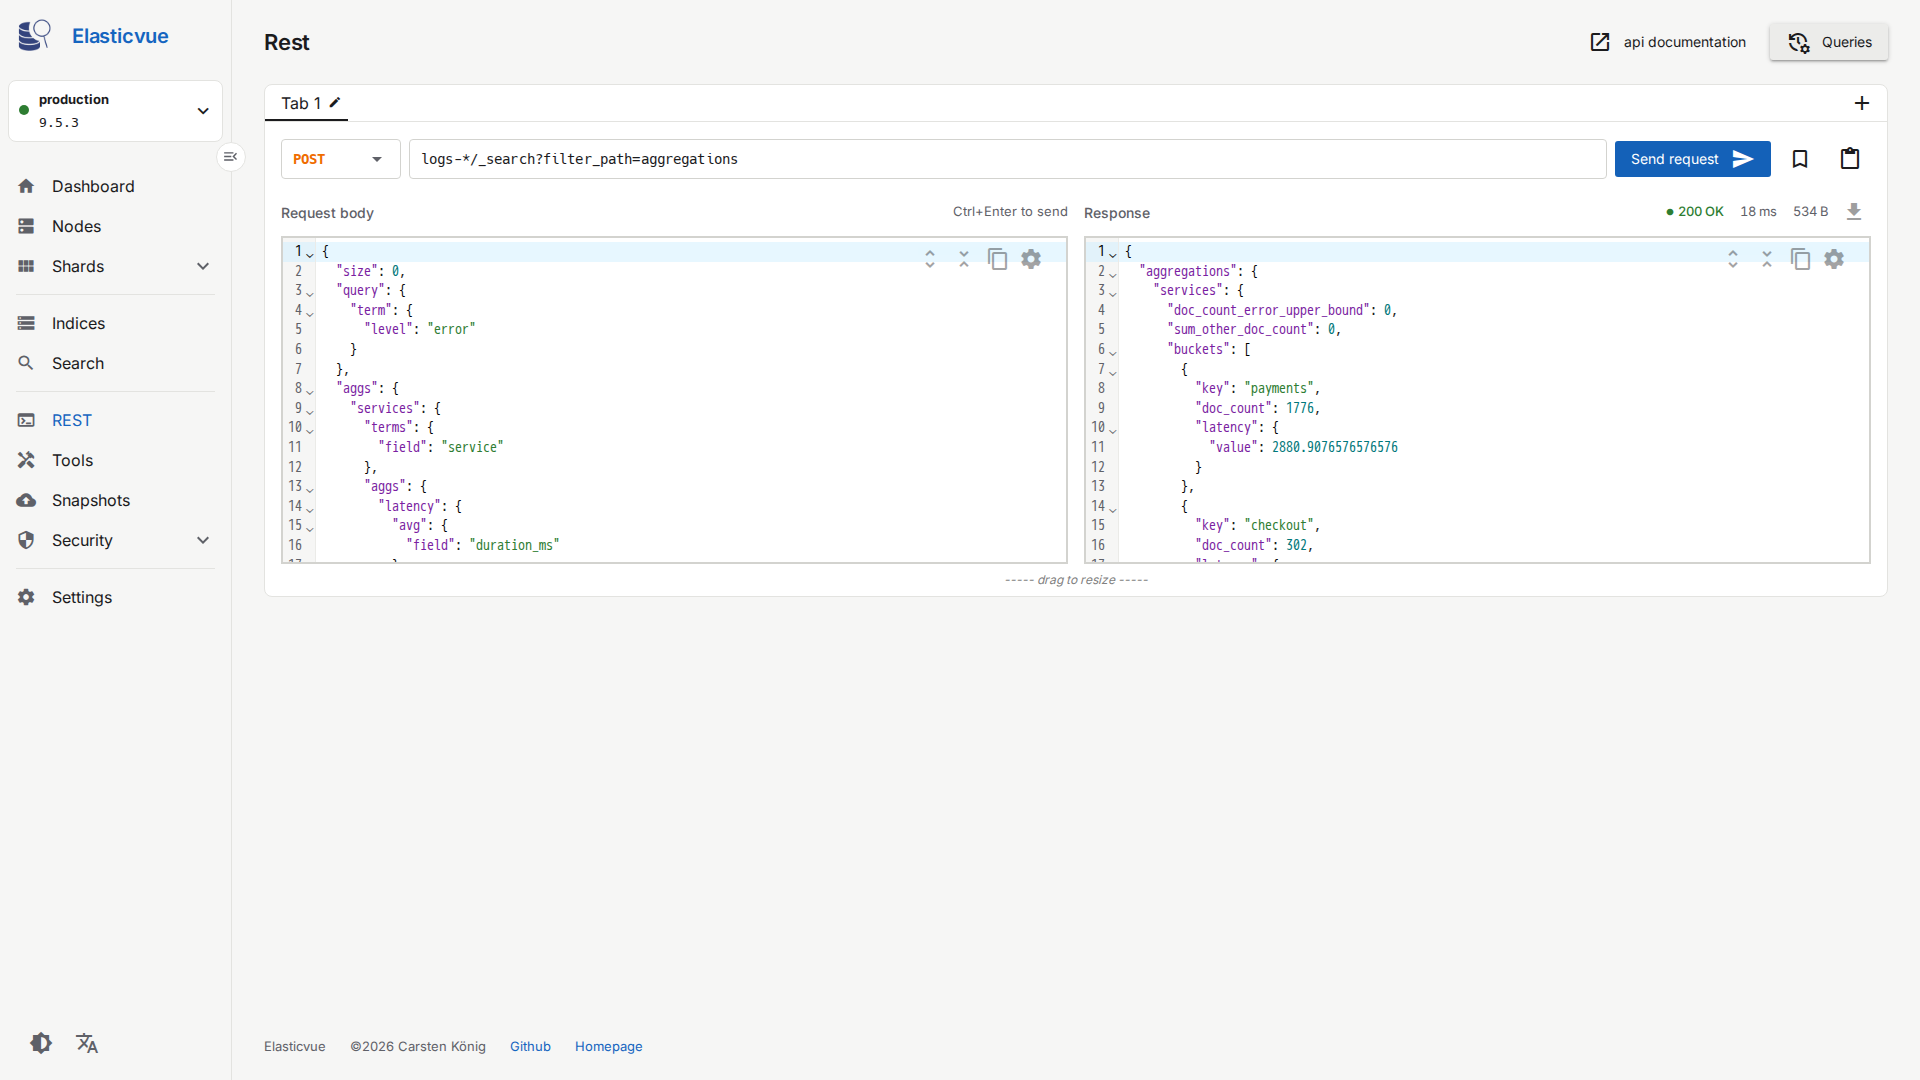 Elasticvue
production
9.5.3
Dashboard
Nodes
Shards
Indices
Search
REST
Tools
Snapshots
Security
Settings
Rest
api documentation
Queries
Tab 1
POST
logs-*/_search?filter_path=aggregations
Send request
Request body
Ctrl+Enter to send
1 {
2 "size": 0,
3 "query": {
4 "term": {
5 "level": "error"
6 }
7 },
8 "aggs": {
9 "services": {
10 "terms": {
11 "field": "service"
12 },
13 "aggs": {
14 "latency": {
15 "avg": {
16 "field": "duration_ms"
Response
200 OK
18 ms
534 B
1 {
2 "aggregations": {
3 "services": {
4 "doc_count_error_upper_bound": 0,
5 "sum_other_doc_count": 0,
6 "buckets": [
7 {
8 "key": "payments",
9 "doc_count": 1776,
10 "latency": {
11 "value": 2880.9076576576576
12 }
13 },
14 {
15 "key": "checkout",
16 "doc_count": 302,
----- drag to resize -----
Elasticvue
©2026 Carsten König
Github
Homepage